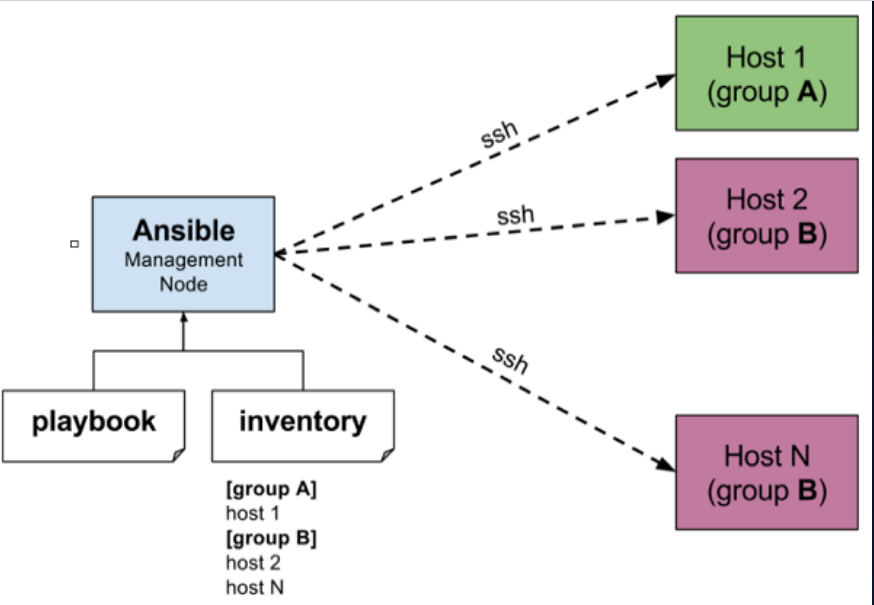 Host 1
(group A)
ssh
Host 2
(group B)
ssh
Ansible
Management
Node
ssh
playbook
inventory
Host N
(group B)
[group A]
host 1
[group B]
host 2
host N